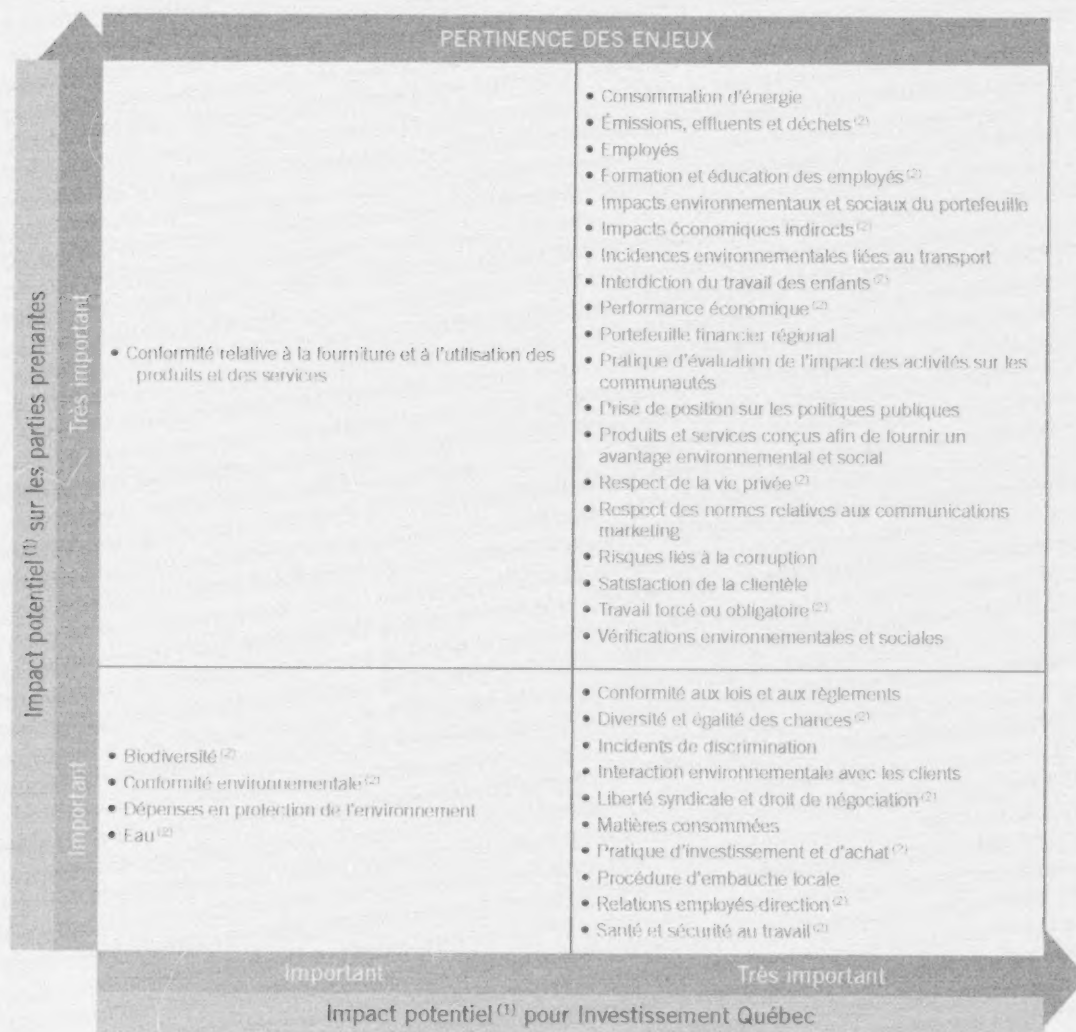 PERTINENCE DES ENJEUX
Impact potentiel (1) sur les parties prenantes
Très important
• Conformité relative à la fourniture et à l'utilisation des
produits et des services
• Consommation d'énergie
• Émissions, effluents et déchets (2)
• Employés
• Formation et éducation des employés (2)
• Impacts environnementaux et sociaux du portefeuille
• Impacts économiques indirects (2)
• Incidences environnementales liées au transport
• Interdiction du travail des enfants (2)
• Performance économique (2)
• Portefeuille financier régional
• Pratique d'évaluation de l'impact des activités sur les
communautés
• Prise de position sur les politiques publiques
• Produits et services conçus afin de fournir un
avantage environnemental et social
• Respect de la vie privée (2)
• Respect des normes relatives aux communications
marketing
• Risques liés à la corruption
• Satisfaction de la clientèle
• Travail forcé ou obligatoire (2)
• Vérifications environnementales et sociales
Important
• Biodiversité (2)
• Conformité environnementale (2)
• Dépenses en protection de l'environnement
• Eau (2)
• Conformité aux lois et aux règlements
• Diversité et égalité des chances (2)
• Incidents de discrimination
• Interaction environnementale avec les clients
• Liberté syndicale et droit de négociation (2)
• Matières consommées
• Pratique d'investissement et d'achat (2)
• Procédure d'embauche locale
• Relations employés-direction (2)
• Santé et sécurité au travail (2)
Important
Très important
Impact potentiel (1) pour Investissement Québec